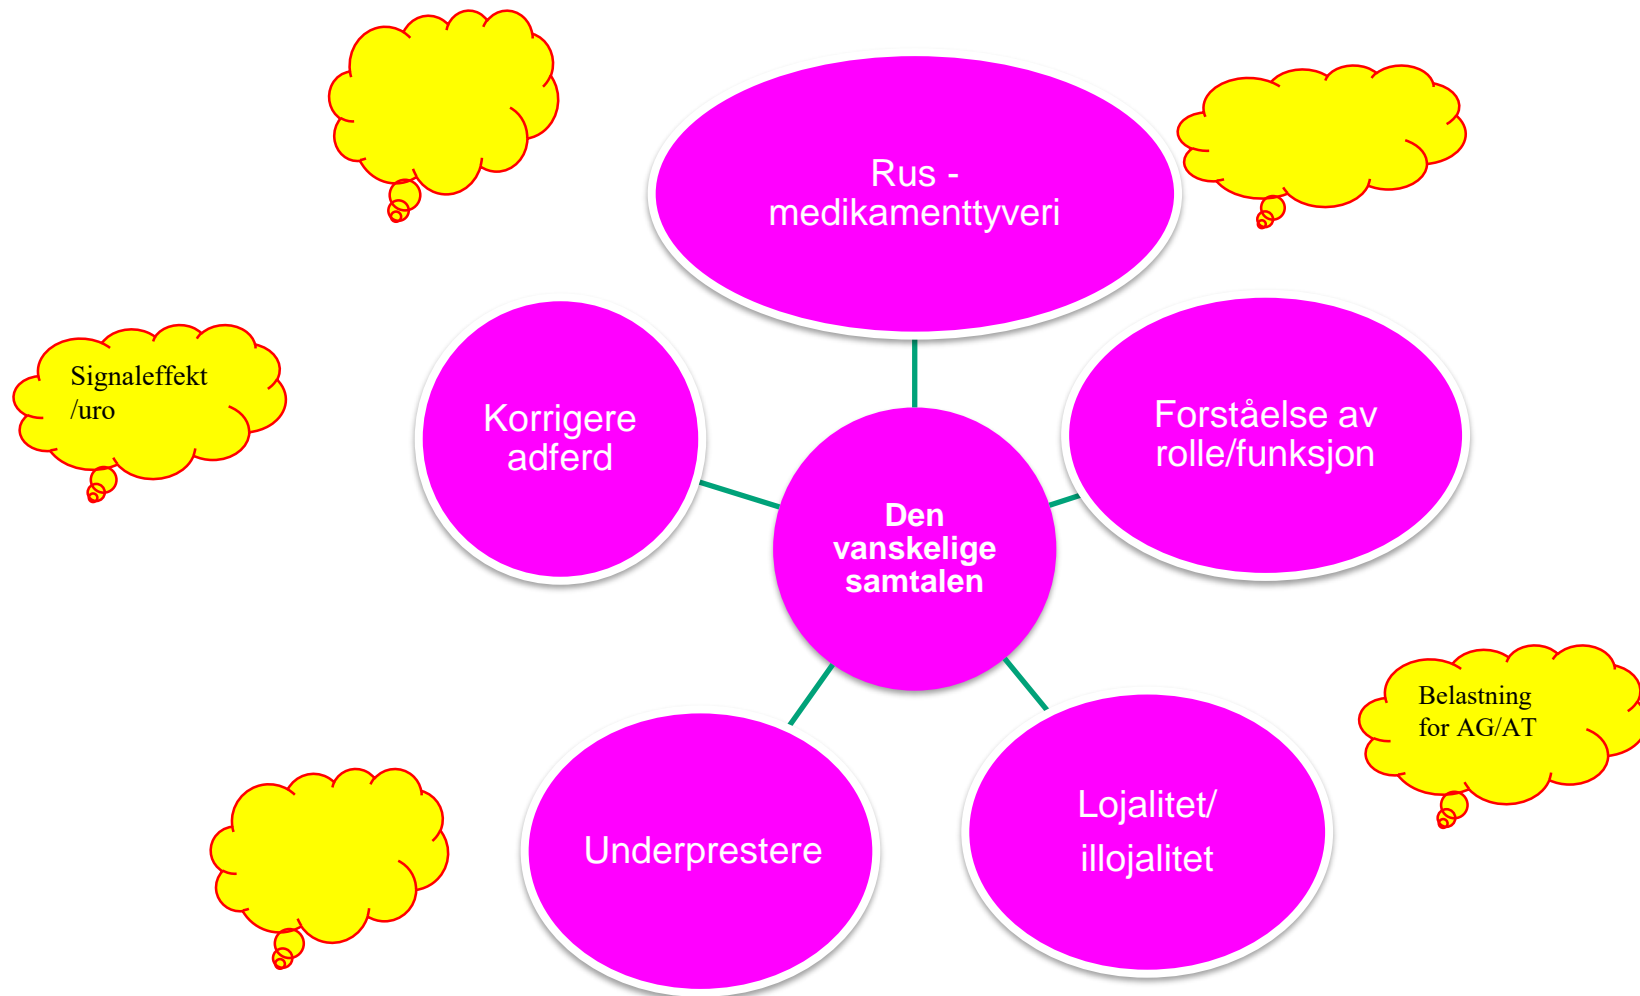 Rus -
medikamenttyveri
Signaleffekt
/uro
Korrigere
adferd
Forståelse av
rolle/funksjon
Den
vanskelige
samtalen
Belastning
for AG/AT
Underprestere
Lojalitet/
illojalitet